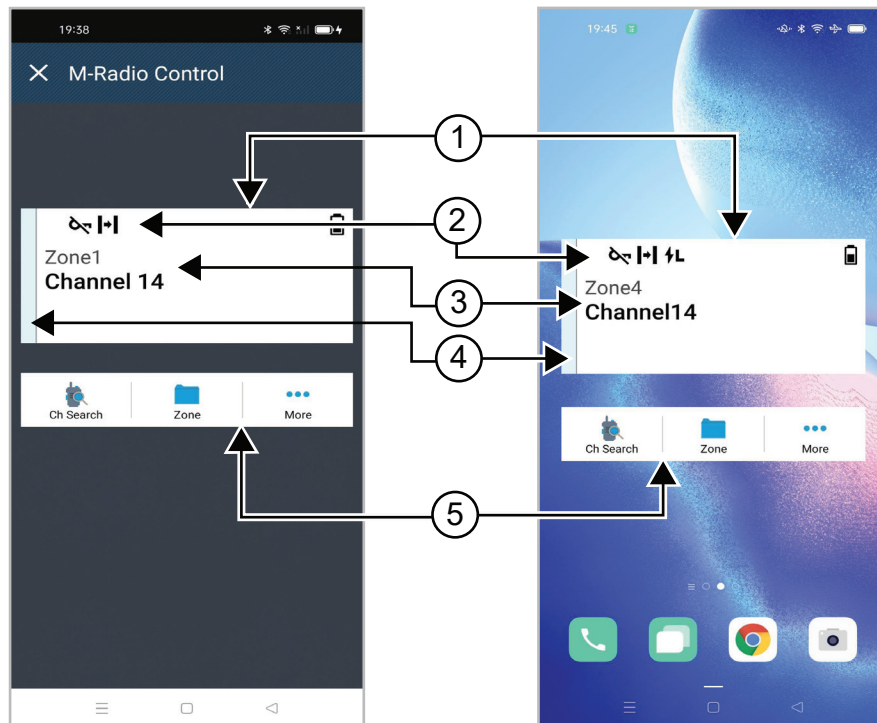 19:38
M-Radio Control
Zone1
Channel 14
Ch Search Zone More
1
2
3
4
5
19:45
L
Zone4
Channel14
Ch Search Zone More